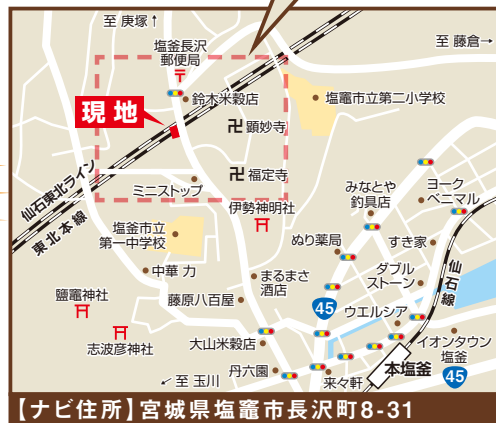 至 庚塚↑
至 藤倉→
塩釜長沢
郵便局
鈴木米穀店
塩竈市立第二小学校
現地
卍顕妙寺
仙石東北ライン
東北本線
卍福定寺
ミニストップ
みなとや
釣具店
ヨーク
ベニマル
伊勢神明社
塩釜市立
第一中学校
ぬり薬局
すき家
中華 力
まるまさ
酒店
ダブル
ストーン
仙石線
鹽竈神社
藤原八百屋
45
ウエルシア
志波彦神社
大山米穀店
イオンタウン
塩釜
本塩釜
45
↙至 玉川
丹六園
来々軒
【ナビ住所】宮城県塩竈市長沢町8-31